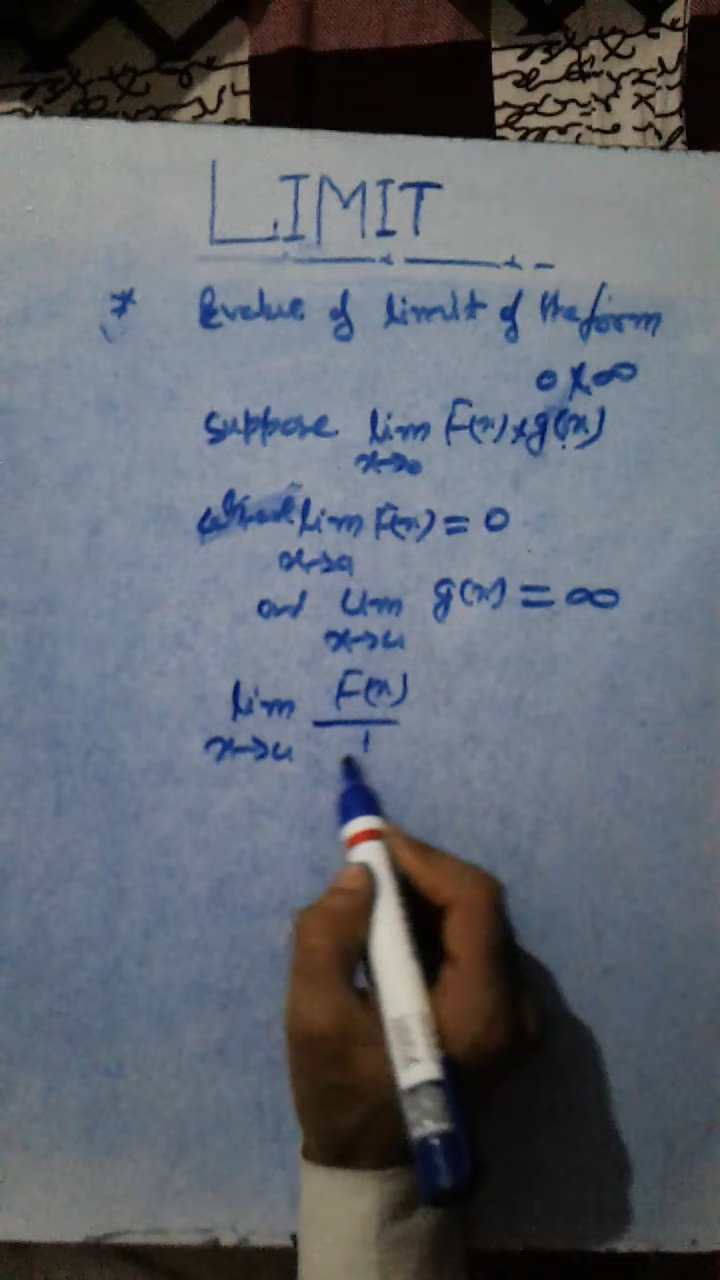 LIMIT
* Evalue of limit of the form
0 × ∞
suppose lim F(x) × g(x)
x→
lim F(x) = 0
x→a
and Lim g(x) = ∞
x→a
lim F(x)
x→a 1